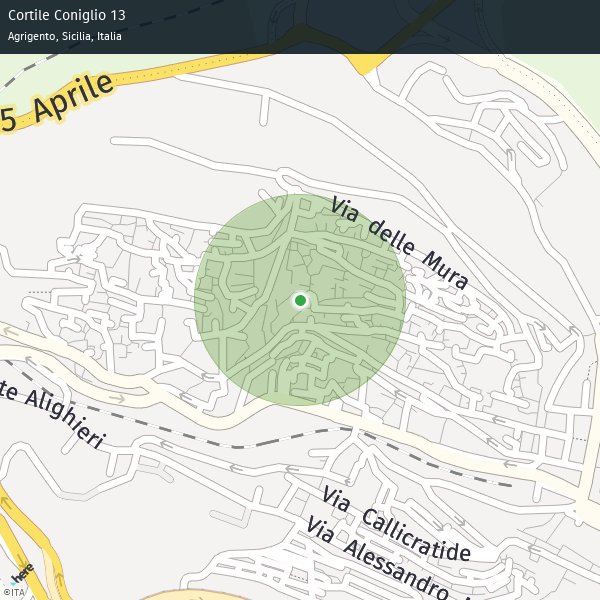 Cortile Coniglio 13
Agrigento, Sicilia, Italia
5 Aprile
Via delle Mura
te Alighieri
Via Callicratide
Via Alessandro
here
©ITA